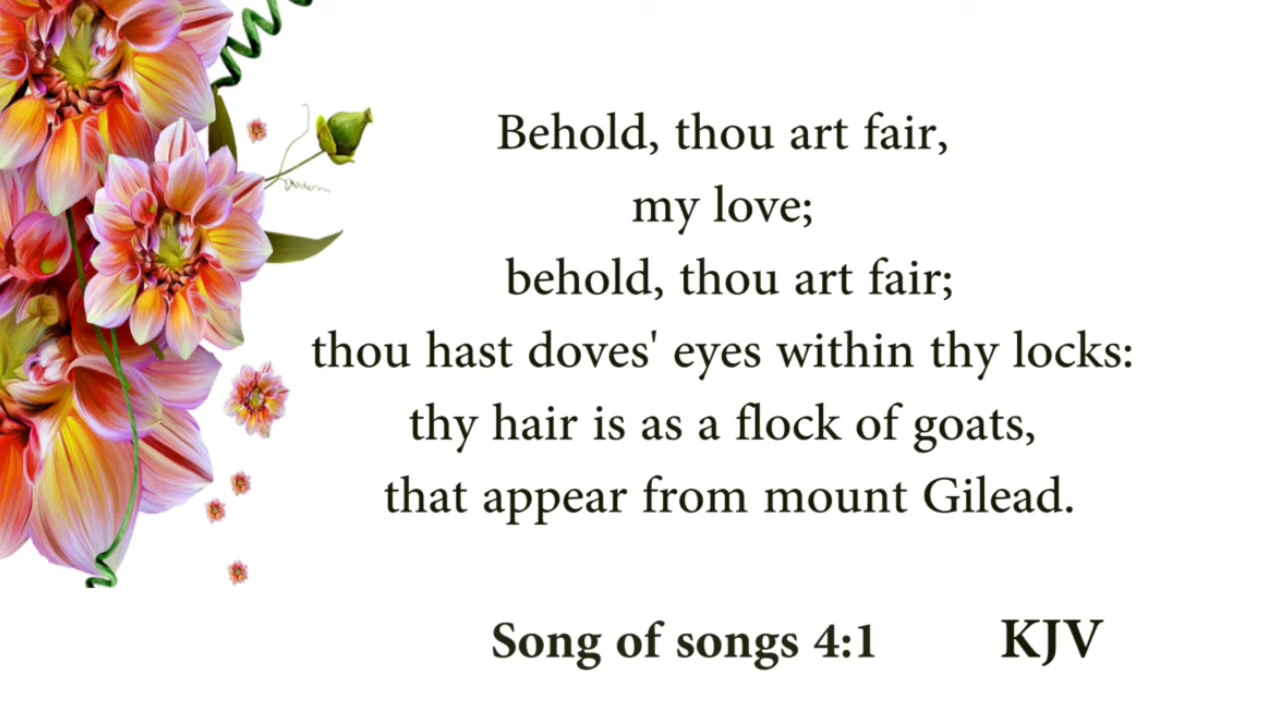 Behold, thou art fair,
my love;
behold, thou art fair;
thou hast doves' eyes within thy locks:
thy hair is as a flock of goats,
that appear from mount Gilead.
Song of songs 4:1 KJV